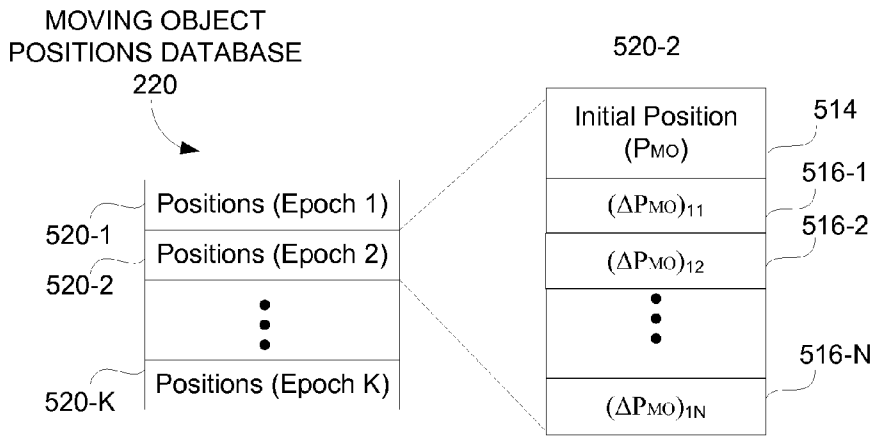 MOVING OBJECT
POSITIONS DATABASE
220
Positions (Epoch 1)
520-1
Positions (Epoch 2)
520-2
Positions (Epoch K)
520-K
520-2
Initial Position
(PMO)
514
(ΔPMO)11
516-1
(ΔPMO)12
516-2
(ΔPMO)1N
516-N